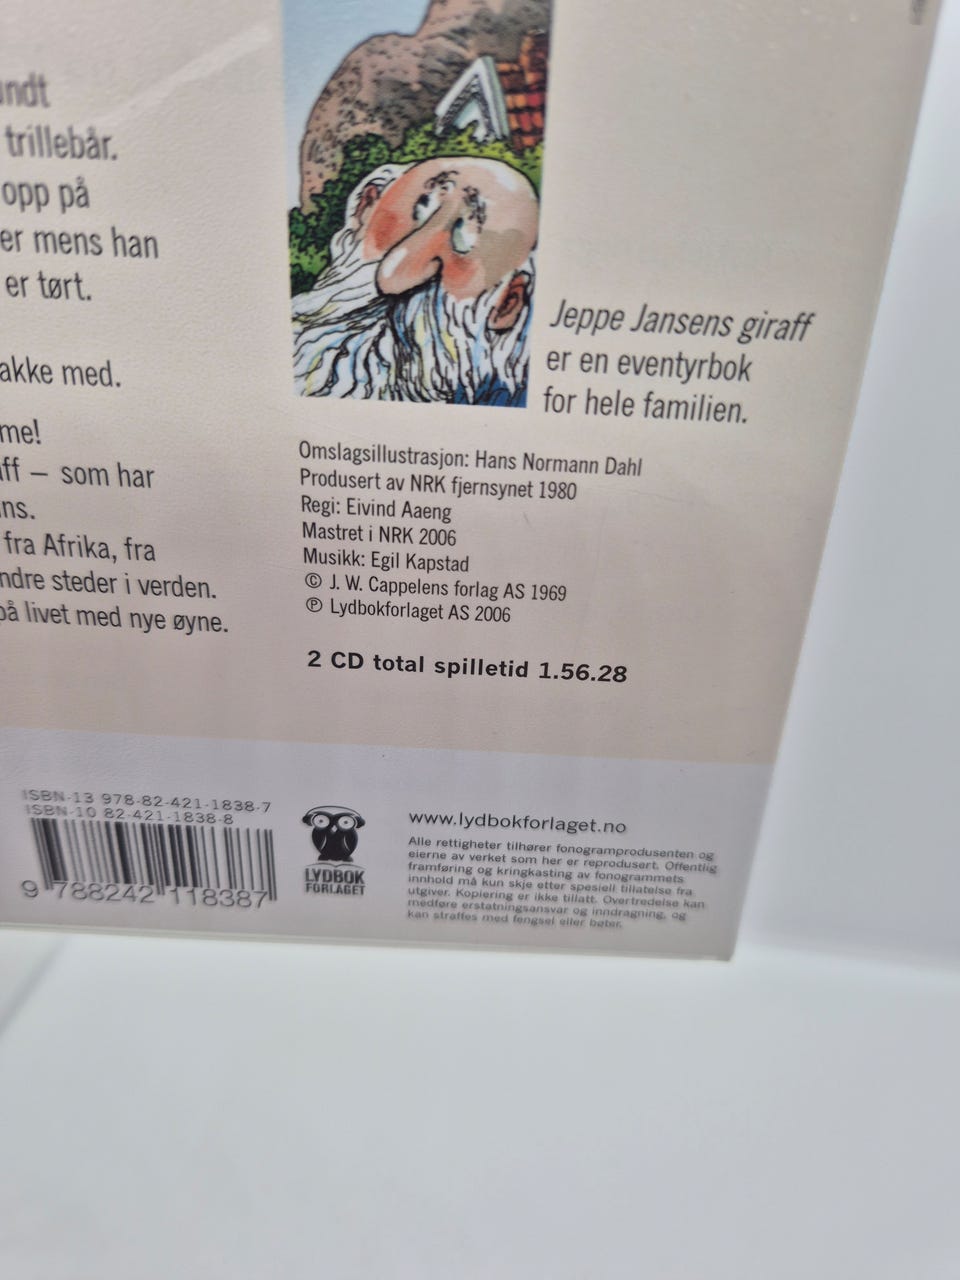 trillebår.
opp på
er mens han
er tørt.
akke med.
me!
ff – som har
ns.
fra Afrika, fra
ndre steder i verden.
på livet med nye øyne.
Jeppe Jansens giraff
er en eventyrbok
for hele familien.
Omslagsillustrasjon: Hans Normann Dahl
Produsert av NRK fjernsynet 1980
Regi: Eivind Aaeng
Mastret i NRK 2006
Musikk: Egil Kapstad
© J. W. Cappelens forlag AS 1969
℗ Lydbokforlaget AS 2006
2 CD total spilletid 1.56.28
ISBN-13 978-82-421-1838-7
ISBN-10 82-421-1838-8
9 788242 118387
LYDBOK
FORLAGET
www.lydbokforlaget.no
Alle rettigheter tilhører fonogramprodusenten og
eierne av verket som her er reprodusert. Offentlig
framføring og kringkasting av fonogrammets
innhold må kun skje etter spesiell tillatelse fra
utgiver. Kopiering er ikke tillatt. Overtredelse kan
medføre erstatningsansvar og inndragning, og
kan straffes med fengsel eller bøter.